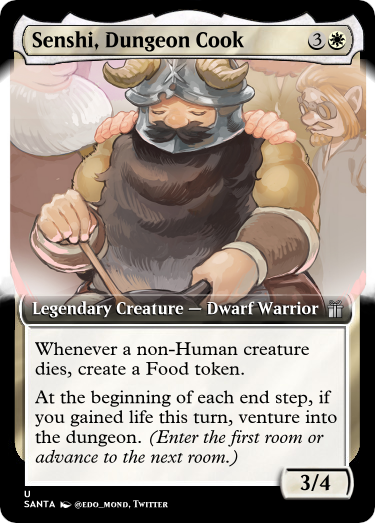 Senshi, Dungeon Cook 3
Legendary Creature — Dwarf Warrior
Whenever a non-Human creature
dies, create a Food token.
At the beginning of each end step, if
you gained life this turn, venture into
the dungeon. (Enter the first room or
advance to the next room.)
3/4
U
SANTA @EDO_MOND, TWITTER